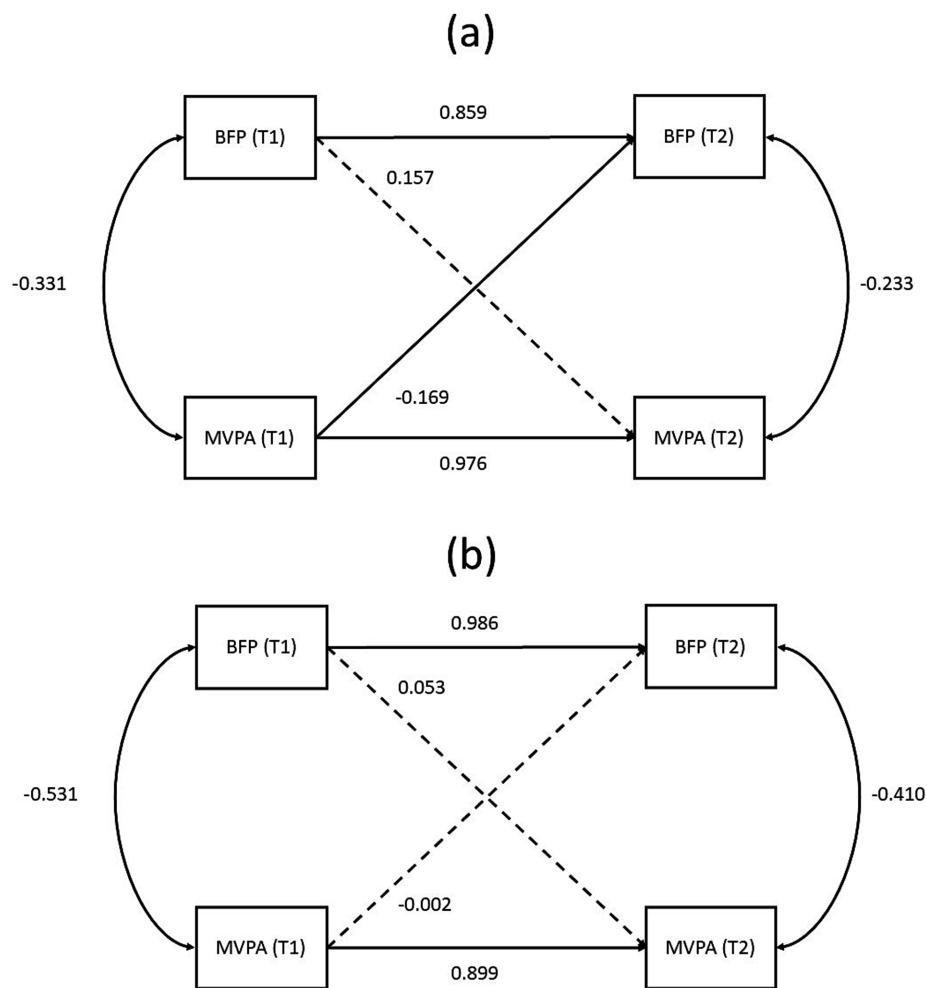 (a)
BFP (T1)
0.859
BFP (T2)
0.157
-0.331
-0.233
-0.169
MVPA (T1)
MVPA (T2)
0.976
(b)
BFP (T1)
0.986
BFP (T2)
0.053
-0.531
-0.410
-0.002
MVPA (T1)
MVPA (T2)
0.899